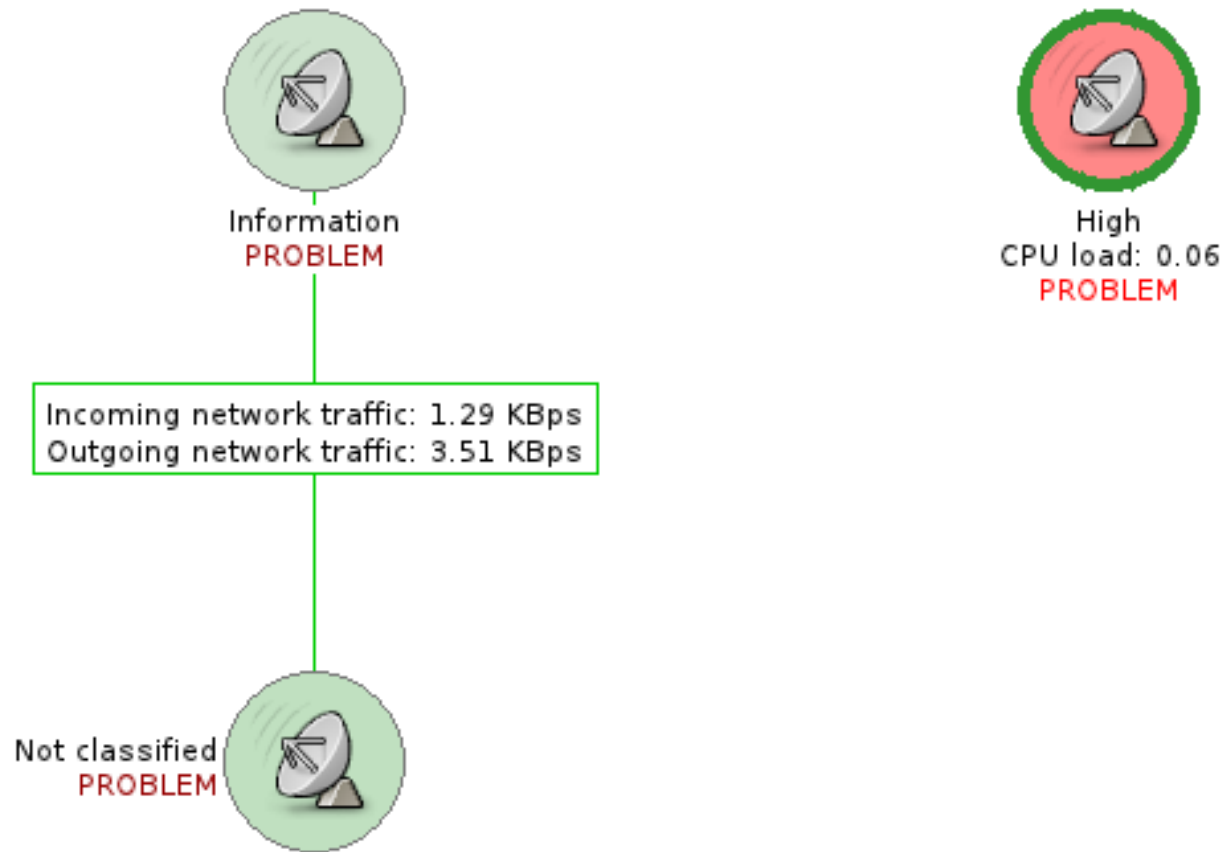 Information
PROBLEM
High
CPU load: 0.06
PROBLEM
Incoming network traffic: 1.29 KBps
Outgoing network traffic: 3.51 KBps
Not classified
PROBLEM